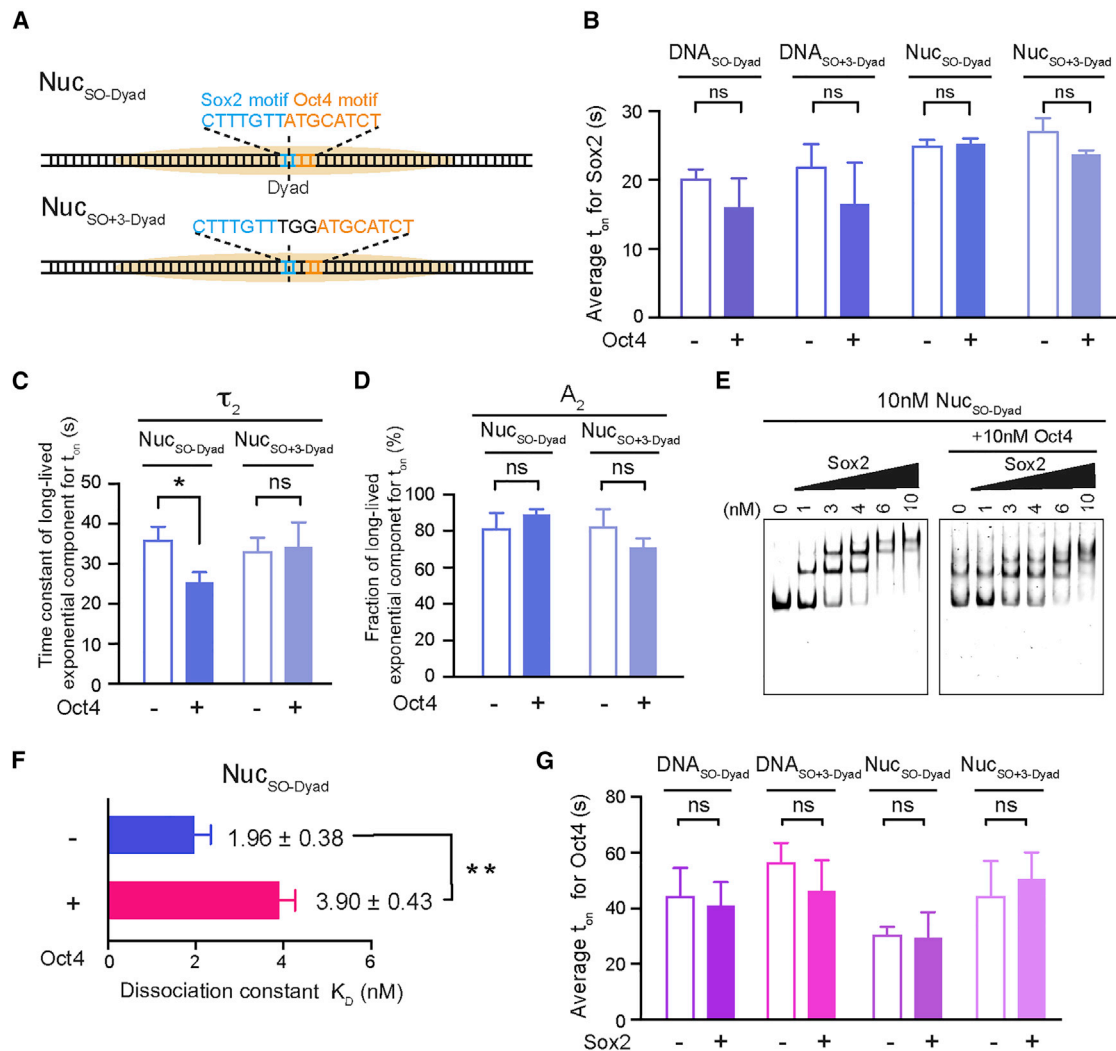 A
Nuc SO-Dyad
Sox2 motif Oct4 motif
CTTTGTTATGCATCT
Dyad
Nuc SO+3-Dyad
CTTTGTTTGGATGCATCT
B
DNA SO-Dyad DNA SO+3-Dyad Nuc SO-Dyad Nuc SO+3-Dyad
ns ns ns ns
Average t on for Sox2 (s)
30
20
10
0
Oct4 - + - + - + - +
C
τ2
Nuc SO-Dyad Nuc SO+3-Dyad
* ns
Time constant of long-lived
exponential component for t on (s)
50
40
30
20
10
0
Oct4 - + - +
D
A2
Nuc SO-Dyad Nuc SO+3-Dyad
ns ns
Fraction of long-lived
exponential componet for t on (%)
100
80
60
40
20
0
Oct4 - + - +
E
10nM Nuc SO-Dyad
+10nM Oct4
Sox2 Sox2
(nM) 0 1 3 4 6 10 0 1 3 4 6 10
F
Nuc SO-Dyad
- 1.96 ± 0.38
**
+ 3.90 ± 0.43
Oct4
0 2 4 6
Dissociation constant KD (nM)
G
DNA SO-Dyad DNA SO+3-Dyad Nuc SO-Dyad Nuc SO+3-Dyad
ns ns ns ns
Average t on for Oct4 (s)
80
60
40
20
0
Sox2 - + - + - + - +